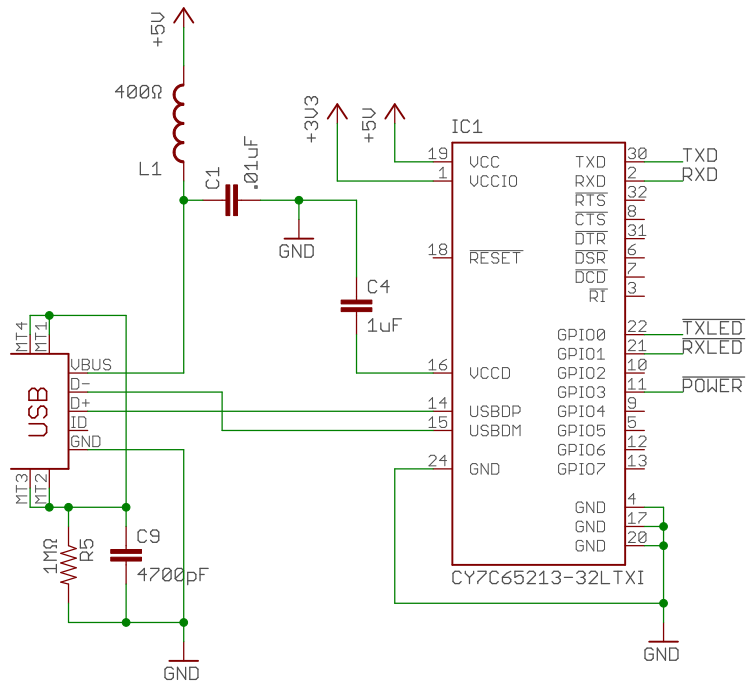 +5V
400Ω
L1
C1
.01uF
GND
+3V3
+5V
IC1
19 VCC
1 VCCIO
18 RESET
16 VCCD
14 USBDP
15 USBDM
24 GND
TXD 30 TXD
RXD 2 RXD
RTS 32
CTS 8
DTR 31
DSR 6
DCD 7
RI 3
GPIO0 22 TXLED
GPIO1 21 RXLED
GPIO2 10
GPIO3 11 POWER
GPIO4 9
GPIO5 5
GPIO6 12
GPIO7 13
GND 4
GND 17
GND 20
CY7C65213-32LTXI
GND
C4
1uF
MT4
MT1
USB
VBUS
D-
D+
ID
GND
MT3
MT2
1MΩ
R5
C9
4700pF
GND